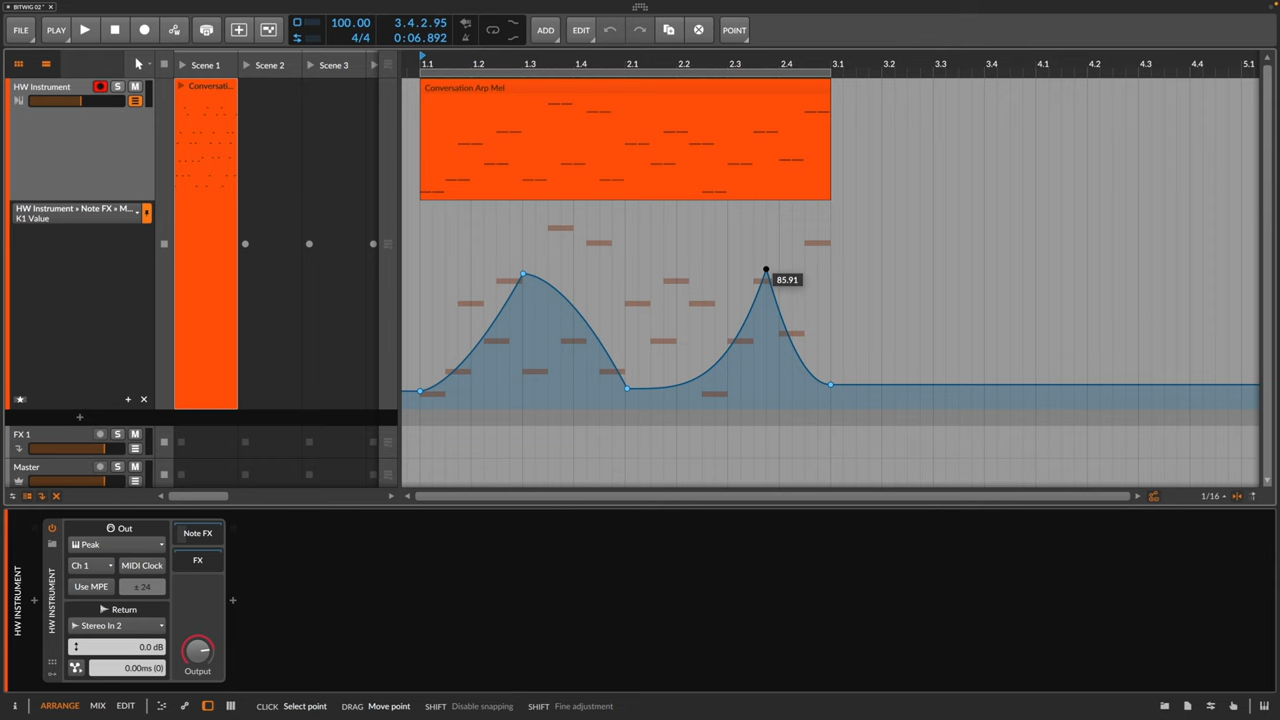 BITWIG 02* ×
FILE PLAY 100.00 4/4 3.4.2.95 0:06.892 ADD EDIT POINT
Scene 1 Scene 2 Scene 3 1.1 1.2 1.3 1.4 2.1 2.2 2.3 2.4 3.1 3.2 3.3 3.4 4.1 4.2 4.3 4.4 5.1
HW Instrument S M Conversati... Conversation Arp Mel
HW Instrument » Note FX » M...
K1 Value
85.91
FX 1 S M
Master S M
1/16
Out Note FX
Peak
FX
Ch 1 MIDI Clock
Use MPE ± 24
Return
Stereo In 2
0.0 dB
0.00ms (0) Output
HW INSTRUMENT
HW INSTRUMENT
i ARRANGE MIX EDIT CLICK Select point DRAG Move point SHIFT Disable snapping SHIFT Fine adjustment